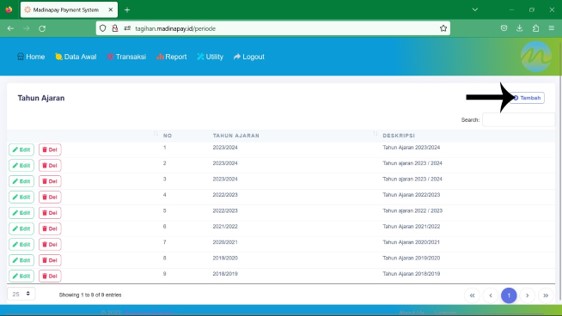 Madinapay Payment System
tagihan.madinapay.id/periode
Home Data Awal Transaksi Report Utility Logout
Tahun Ajaran
Tambah
Search:
NO TAHUN AJARAN DESKRIPSI
Edit Del 1 2023/2024 Tahun Ajaran 2023/2024
Edit Del 2 2023/2024 Tahun ajaran 2023 / 2024
Edit Del 3 2023/2024 Tahun ajaran 2023 / 2024
Edit Del 4 2022/2023 Tahun Ajaran 2022/2023
Edit Del 5 2022/2023 Tahun ajaran 2022 / 2023
Edit Del 6 2021/2022 Tahun Ajaran 2021/2022
Edit Del 7 2020/2021 Tahun Ajaran 2020/2021
Edit Del 8 2019/2020 Tahun Ajaran 2019/2020
Edit Del 9 2018/2019 Tahun Ajaran 2018/2019
25 Showing 1 to 9 of 9 entries « ‹ 1 › »